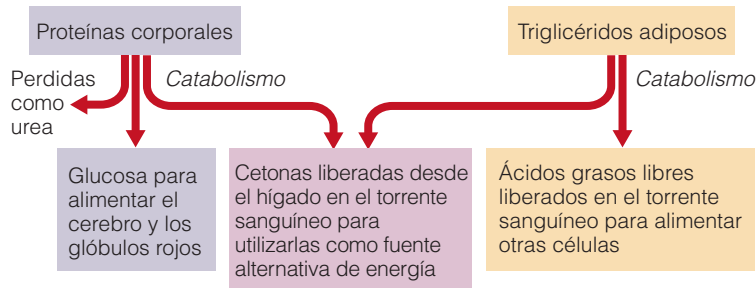 Proteínas corporales
Triglicéridos adiposos
Perdidas
como
urea
Catabolismo
Catabolismo
Glucosa para
alimentar el
cerebro y los
glóbulos rojos
Cetonas liberadas desde
el hígado en el torrente
sanguíneo para
utilizarlas como fuente
alternativa de energía
Ácidos grasos libres
liberados en el torrente
sanguíneo para alimentar
otras células